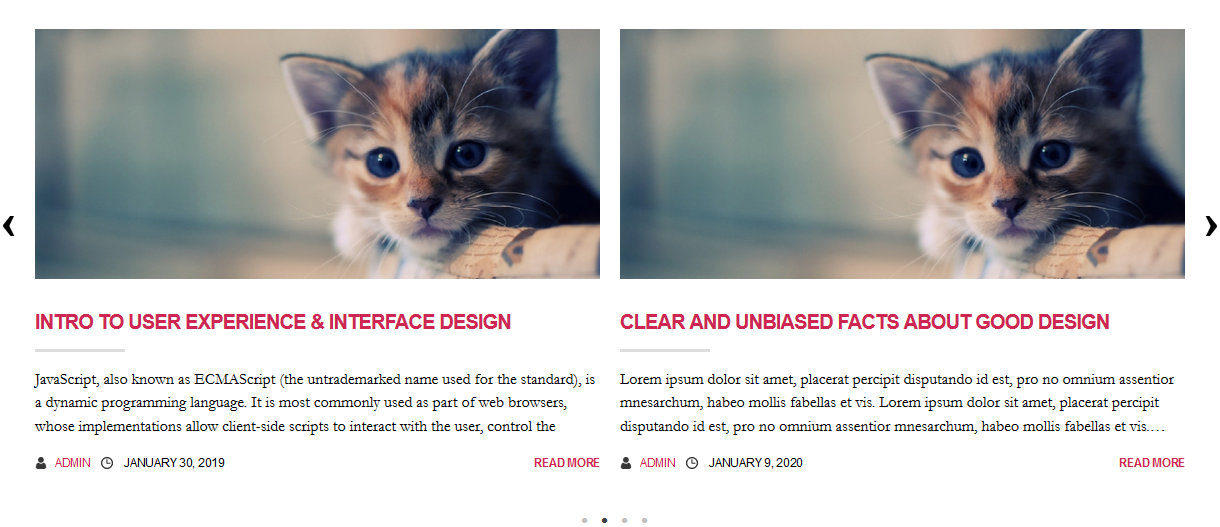 INTRO TO USER EXPERIENCE & INTERFACE DESIGN
JavaScript, also known as ECMAScript (the untrademarked name used for the standard), is
a dynamic programming language. It is most commonly used as part of web browsers,
whose implementations allow client-side scripts to interact with the user, control the
ADMIN JANUARY 30, 2019 READ MORE
CLEAR AND UNBIASED FACTS ABOUT GOOD DESIGN
Lorem ipsum dolor sit amet, placerat percipit disputando id est, pro no omnium assentior
mnesarchum, habeo mollis fabellas et vis. Lorem ipsum dolor sit amet, placerat percipit
disputando id est, pro no omnium assentior mnesarchum, habeo mollis fabellas et vis.…
ADMIN JANUARY 9, 2020 READ MORE